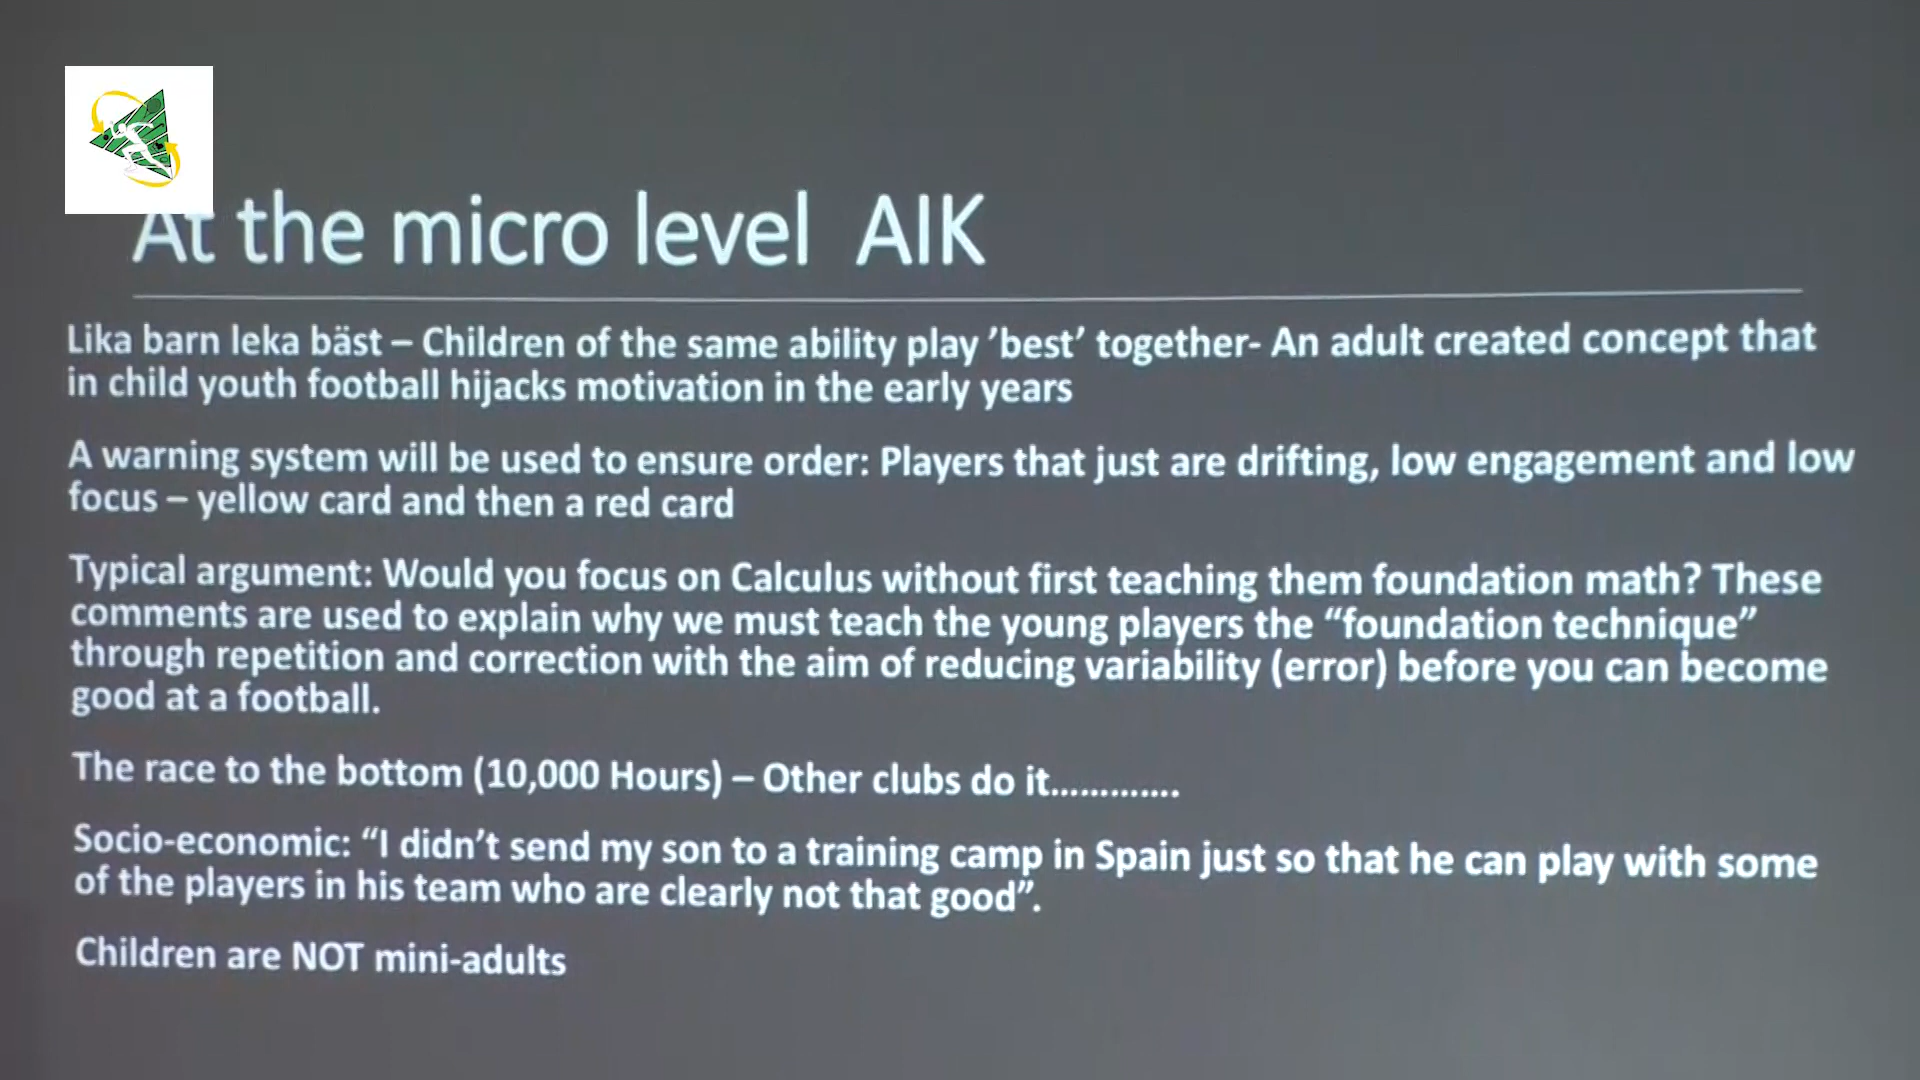 At the micro level AIK
Lika barn leka bäst – Children of the same ability play ’best’ together- An adult created concept that
in child youth football hijacks motivation in the early years
A warning system will be used to ensure order: Players that just are drifting, low engagement and low
focus – yellow card and then a red card
Typical argument: Would you focus on Calculus without first teaching them foundation math? These
comments are used to explain why we must teach the young players the “foundation technique”
through repetition and correction with the aim of reducing variability (error) before you can become
good at a football.
The race to the bottom (10,000 Hours) – Other clubs do it………….
Socio-economic: “I didn’t send my son to a training camp in Spain just so that he can play with some
of the players in his team who are clearly not that good”.
Children are NOT mini-adults